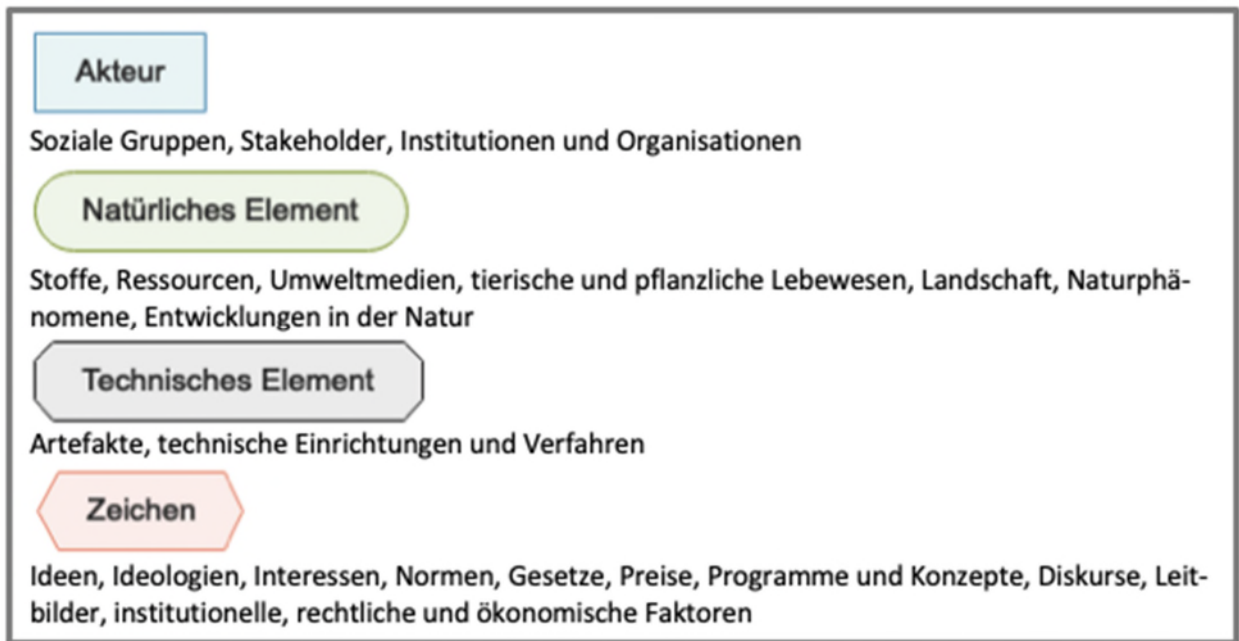 Akteur
Soziale Gruppen, Stakeholder, Institutionen und Organisationen
Natürliches Element
Stoffe, Ressourcen, Umweltmedien, tierische und pflanzliche Lebewesen, Landschaft, Naturphä-
nomene, Entwicklungen in der Natur
Technisches Element
Artefakte, technische Einrichtungen und Verfahren
Zeichen
Ideen, Ideologien, Interessen, Normen, Gesetze, Preise, Programme und Konzepte, Diskurse, Leit-
bilder, institutionelle, rechtliche und ökonomische Faktoren